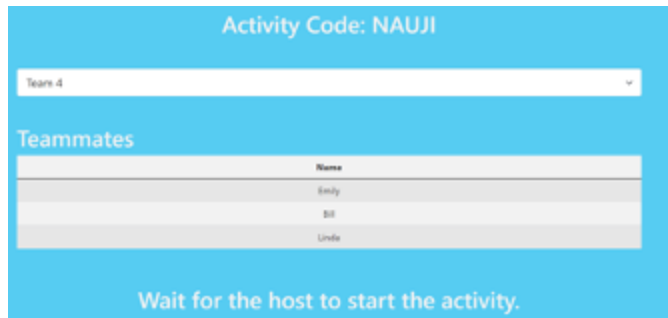 Activity Code: NAUJI
Team 4
Teammates
Name
Emily
Bill
Linda
Wait for the host to start the activity.